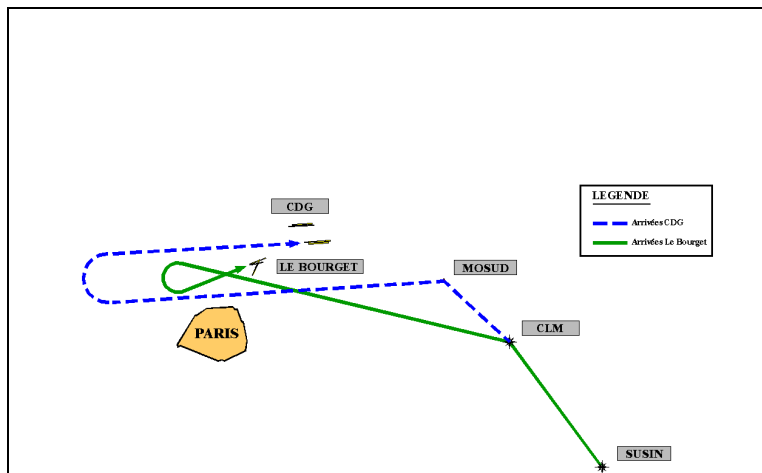 CDG
LEGENDE
Arrivées CDG
Arrivées Le Bourget
LE BOURGET
MOSUD
PARIS
CLM
SUSIN